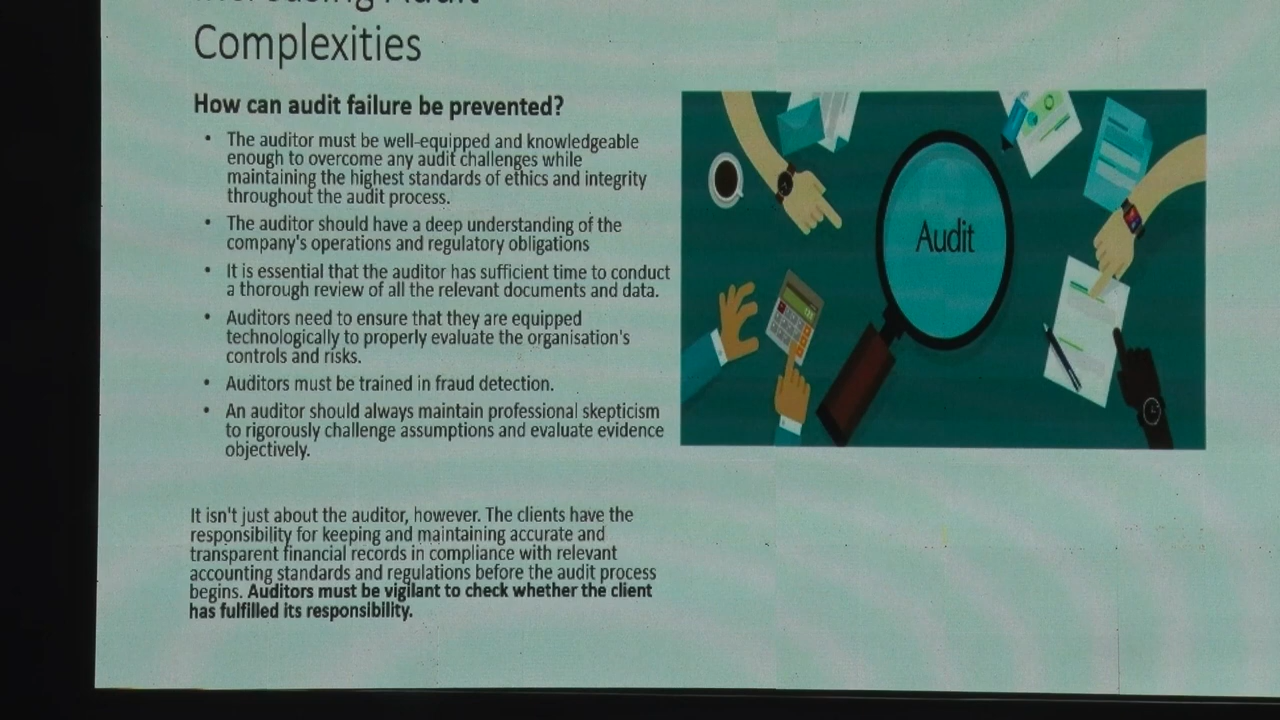 Increasing Audit
Complexities
How can audit failure be prevented?
• The auditor must be well-equipped and knowledgeable
enough to overcome any audit challenges while
maintaining the highest standards of ethics and integrity
throughout the audit process.
• The auditor should have a deep understanding of the
company's operations and regulatory obligations
• It is essential that the auditor has sufficient time to conduct
a thorough review of all the relevant documents and data.
• Auditors need to ensure that they are equipped
technologically to properly evaluate the organisation's
controls and risks.
• Auditors must be trained in fraud detection.
• An auditor should always maintain professional skepticism
to rigorously challenge assumptions and evaluate evidence
objectively.
It isn't just about the auditor, however. The clients have the
responsibility for keeping and maintaining accurate and
transparent financial records in compliance with relevant
accounting standards and regulations before the audit process
begins. Auditors must be vigilant to check whether the client
has fulfilled its responsibility.
Audit